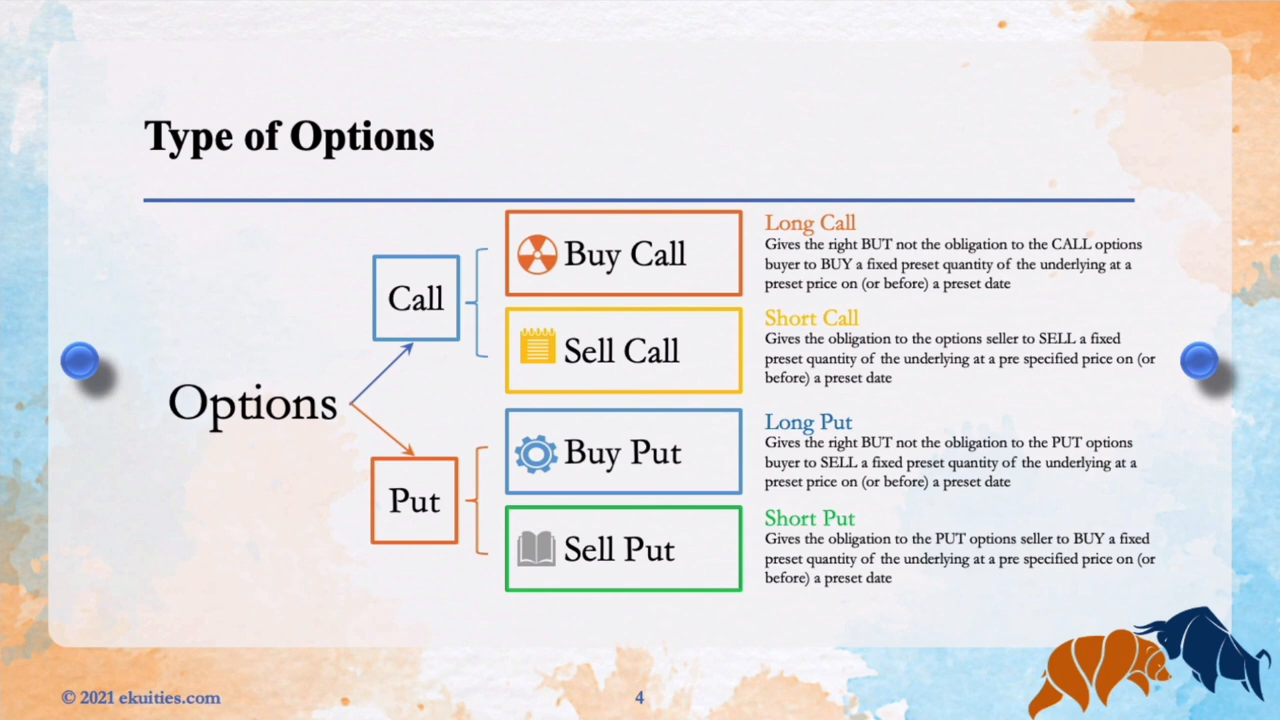 Type of Options
Options
Call
Put
Buy Call
Long Call
Gives the right BUT not the obligation to the CALL options
buyer to BUY a fixed preset quantity of the underlying at a
preset price on (or before) a preset date
Sell Call
Short Call
Gives the obligation to the options seller to SELL a fixed
preset quantity of the underlying at a pre specified price on (or
before) a preset date
Buy Put
Long Put
Gives the right BUT not the obligation to the PUT options
buyer to SELL a fixed preset quantity of the underlying at a
preset price on (or before) a preset date
Sell Put
Short Put
Gives the obligation to the PUT options seller to BUY a fixed
preset quantity of the underlying at a pre specified price on (or
before) a preset date
© 2021 ekuities.com
4